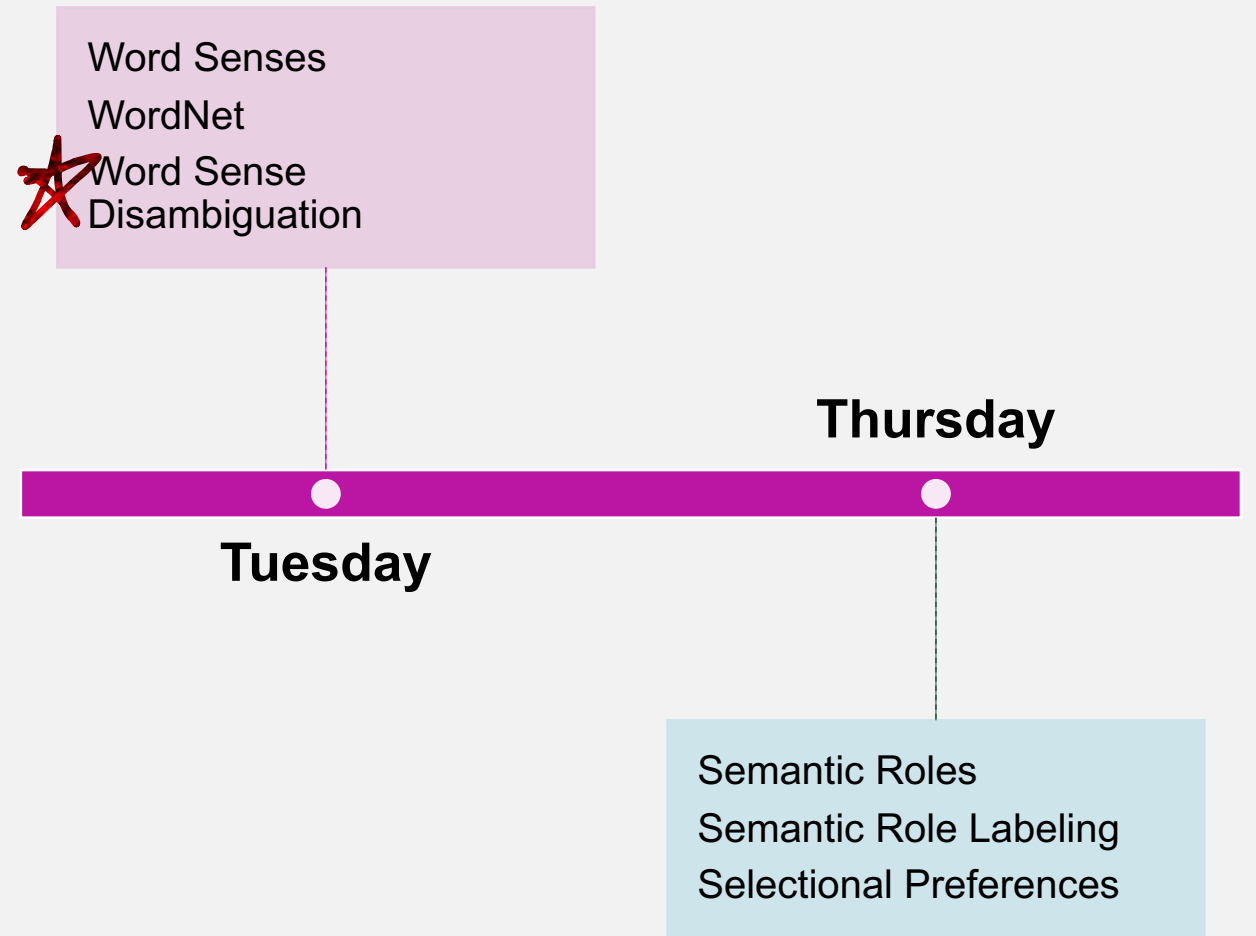 Word Senses
WordNet
Word Sense
Disambiguation
Thursday
Tuesday
Semantic Roles
Semantic Role Labeling
Selectional Preferences